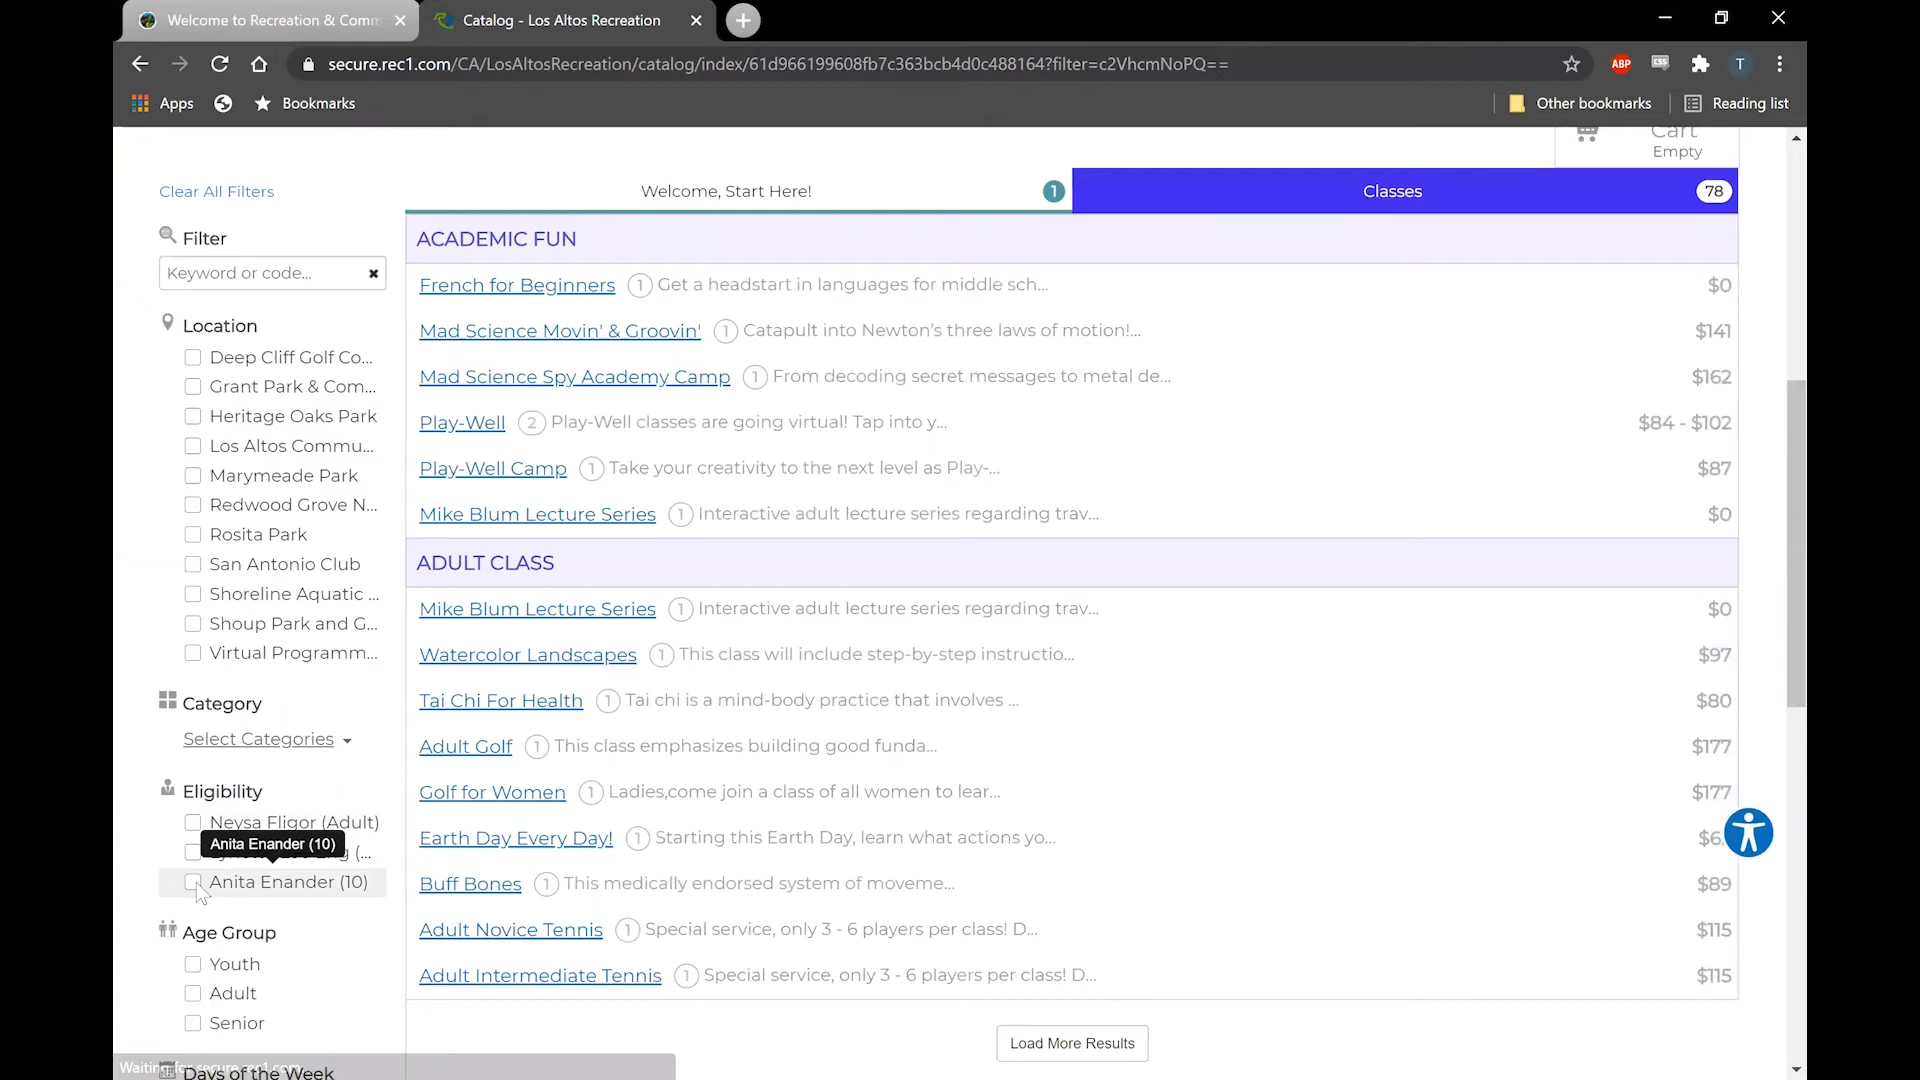 Welcome to Recreation & Comm
Catalog - Los Altos Recreation
secure.rec1.com/CA/LosAltosRecreation/catalog/index/61d966199608fb7c363bcb4d0c488164?filter=c2VhcmNoPQ==
ABP
CSS
T
Apps
Bookmarks
Other bookmarks
Reading list
Cart
Empty
Clear All Filters
Welcome, Start Here! 1
Classes 78
Filter
Keyword or code...
Location
Deep Cliff Golf Co...
Grant Park & Com...
Heritage Oaks Park
Los Altos Commu...
Marymeade Park
Redwood Grove N...
Rosita Park
San Antonio Club
Shoreline Aquatic ...
Shoup Park and G...
Virtual Programm...
Category
Select Categories
Eligibility
Neysa Fligor (Adult)
Anita Enander (10)
Anita Enander (10)
Age Group
Youth
Adult
Senior
Days of the Week
ACADEMIC FUN
French for Beginners 1 Get a headstart in languages for middle sch... $0
Mad Science Movin' & Groovin' 1 Catapult into Newton's three laws of motion!... $141
Mad Science Spy Academy Camp 1 From decoding secret messages to metal de... $162
Play-Well 2 Play-Well classes are going virtual! Tap into y... $84 - $102
Play-Well Camp 1 Take your creativity to the next level as Play-... $87
Mike Blum Lecture Series 1 Interactive adult lecture series regarding trav... $0
ADULT CLASS
Mike Blum Lecture Series 1 Interactive adult lecture series regarding trav... $0
Watercolor Landscapes 1 This class will include step-by-step instructio... $97
Tai Chi For Health 1 Tai chi is a mind-body practice that involves ... $80
Adult Golf 1 This class emphasizes building good funda... $177
Golf for Women 1 Ladies,come join a class of all women to lear... $177
Earth Day Every Day! 1 Starting this Earth Day, learn what actions yo...
Buff Bones 1 This medically endorsed system of moveme... $89
Adult Novice Tennis 1 Special service, only 3 - 6 players per class! D... $115
Adult Intermediate Tennis 1 Special service, only 3 - 6 players per class! D... $115
Load More Results
Waiting for secure.rec1.com...